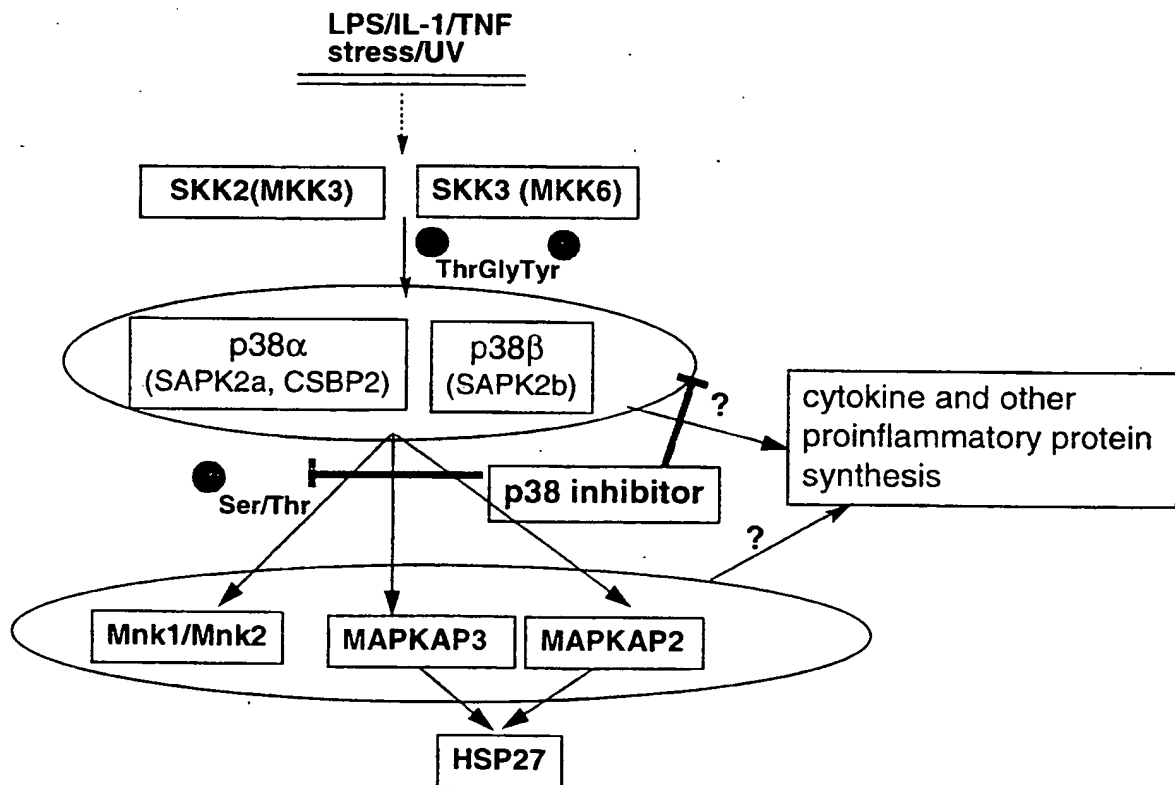 LPS/IL-1/TNF
stress/UV
SKK2(MKK3)
SKK3 (MKK6)
ThrGlyTyr
p38α
(SAPK2a, CSBP2)
p38β
(SAPK2b)
?
cytokine and other
proinflammatory protein
synthesis
Ser/Thr
p38 inhibitor
?
Mnk1/Mnk2
MAPKAP3
MAPKAP2
HSP27